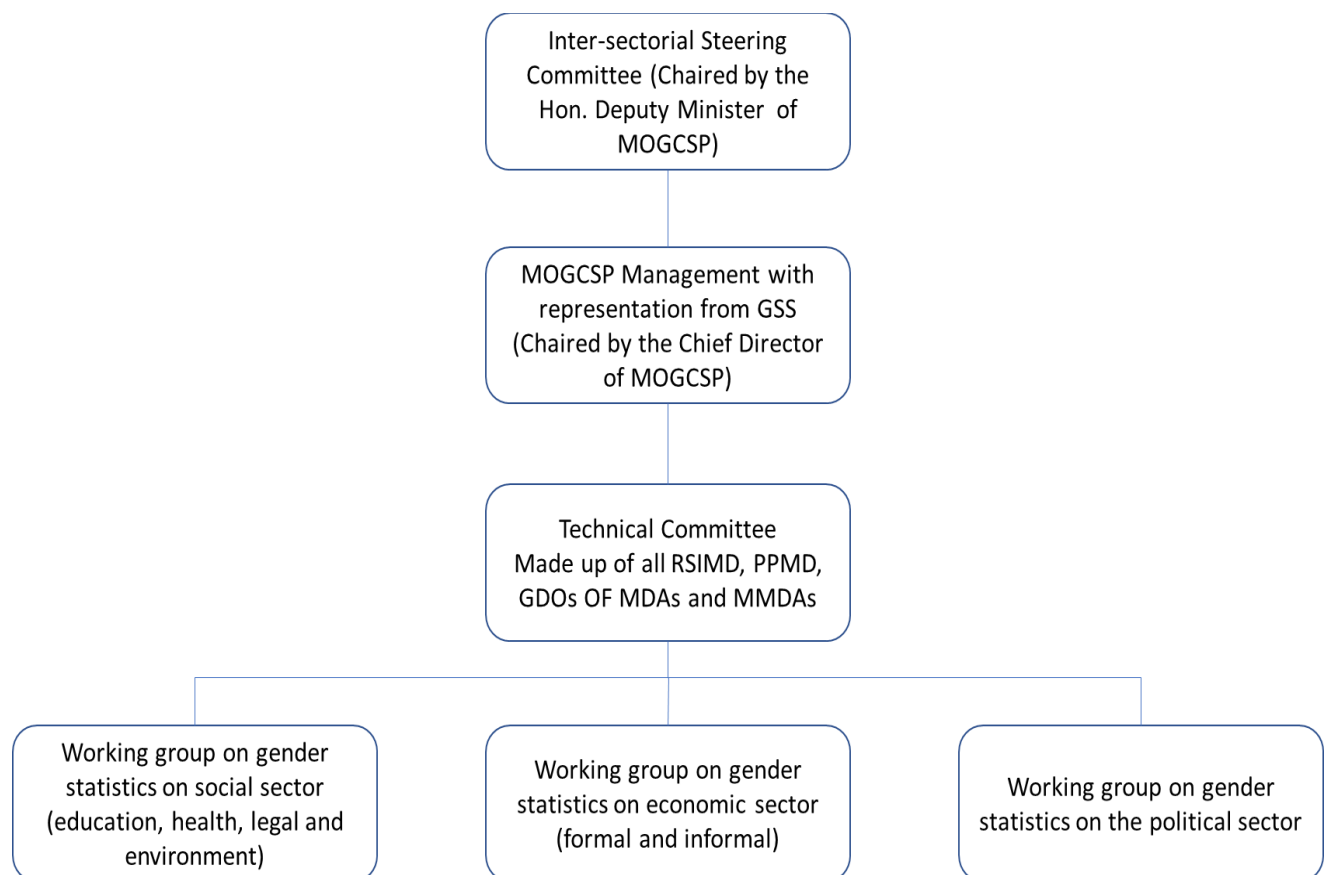 Inter-sectorial Steering
Committee (Chaired by the
Hon. Deputy Minister of
MOGCSP)
MOGCSP Management with
representation from GSS
(Chaired by the Chief Director
of MOGCSP)
Technical Committee
Made up of all RSIMD, PPMD,
GDOs OF MDAs and MMDAs
Working group on gender
statistics on social sector
(education, health, legal and
environment)
Working group on gender
statistics on economic sector
(formal and informal)
Working group on gender
statistics on the political sector